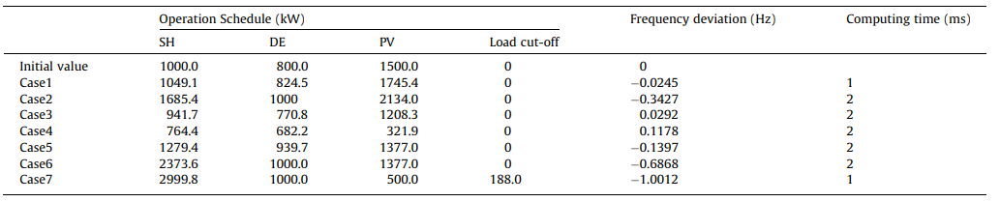 Operation Schedule (kW) Frequency deviation (Hz) Computing time (ms)
SH DE PV Load cut-off
Initial value 1000.0 800.0 1500.0 0 0
Case1 1049.1 824.5 1745.4 0 −0.0245 1
Case2 1685.4 1000 2134.0 0 −0.3427 2
Case3 941.7 770.8 1208.3 0 0.0292 2
Case4 764.4 682.2 321.9 0 0.1178 2
Case5 1279.4 939.7 1377.0 0 −0.1397 2
Case6 2373.6 1000.0 1377.0 0 −0.6868 2
Case7 2999.8 1000.0 500.0 188.0 −1.0012 1